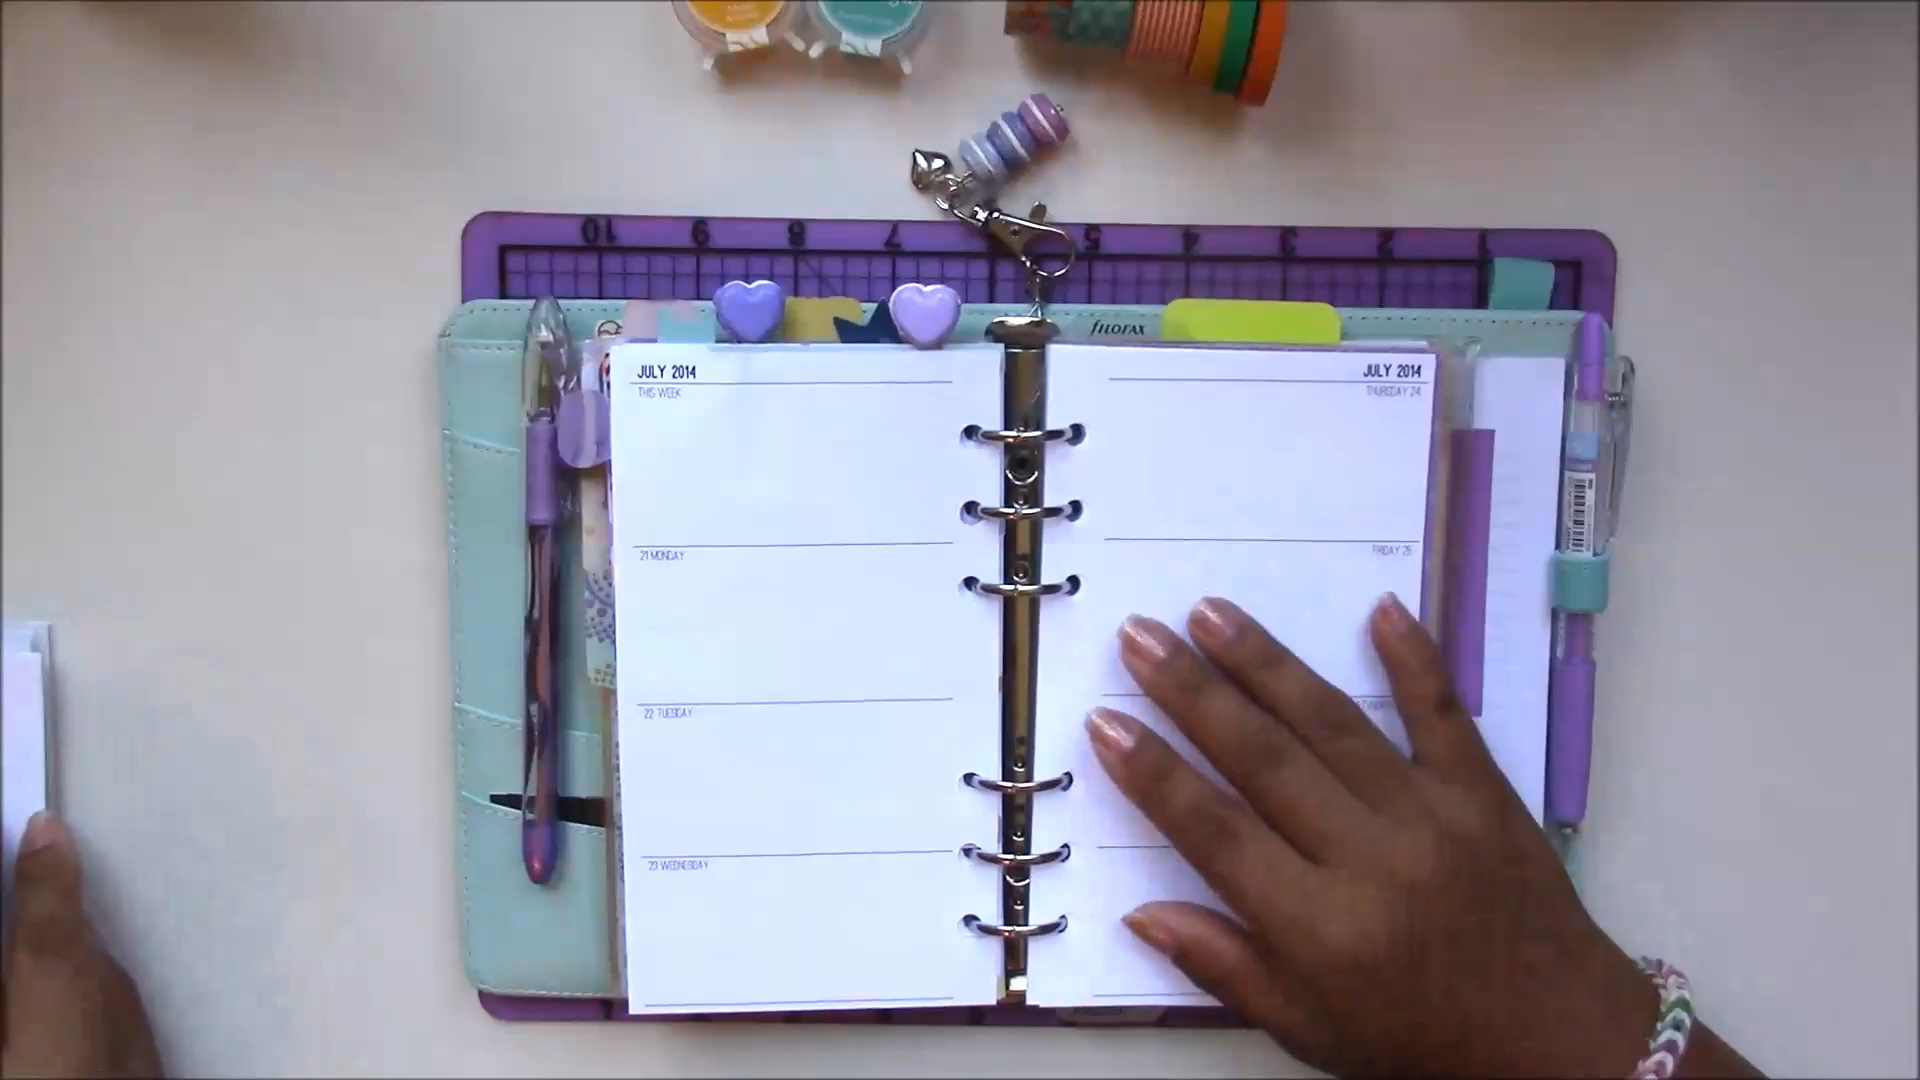 10 9 8 7 5 4 3 2 1
FILOFAX
JULY 2014
THIS WEEK
21 MONDAY
22 TUESDAY
23 WEDNESDAY
JULY 2014
THURSDAY 24
FRIDAY 25